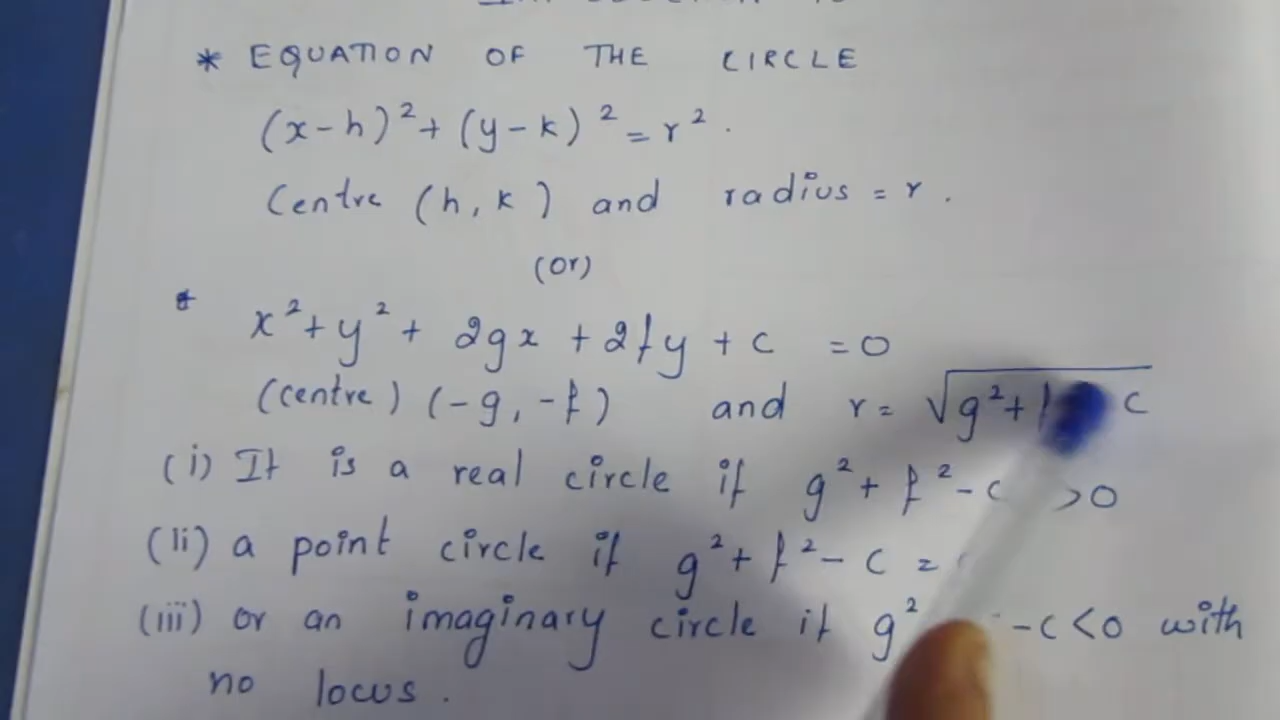 * EQUATION OF THE CIRCLE
(x-h)²+(y-k)²=r².
Centre (h,k) and radius=r.
(or)
* x²+y²+2gx+2fy+c=0
(centre) (-g,-f) and r=√g²+ c
(i) It is a real circle if g²+f²-c >0
(ii) a point circle if g²+f²-c =
(iii) or an imaginary circle if g² -c<0 with
no locus.